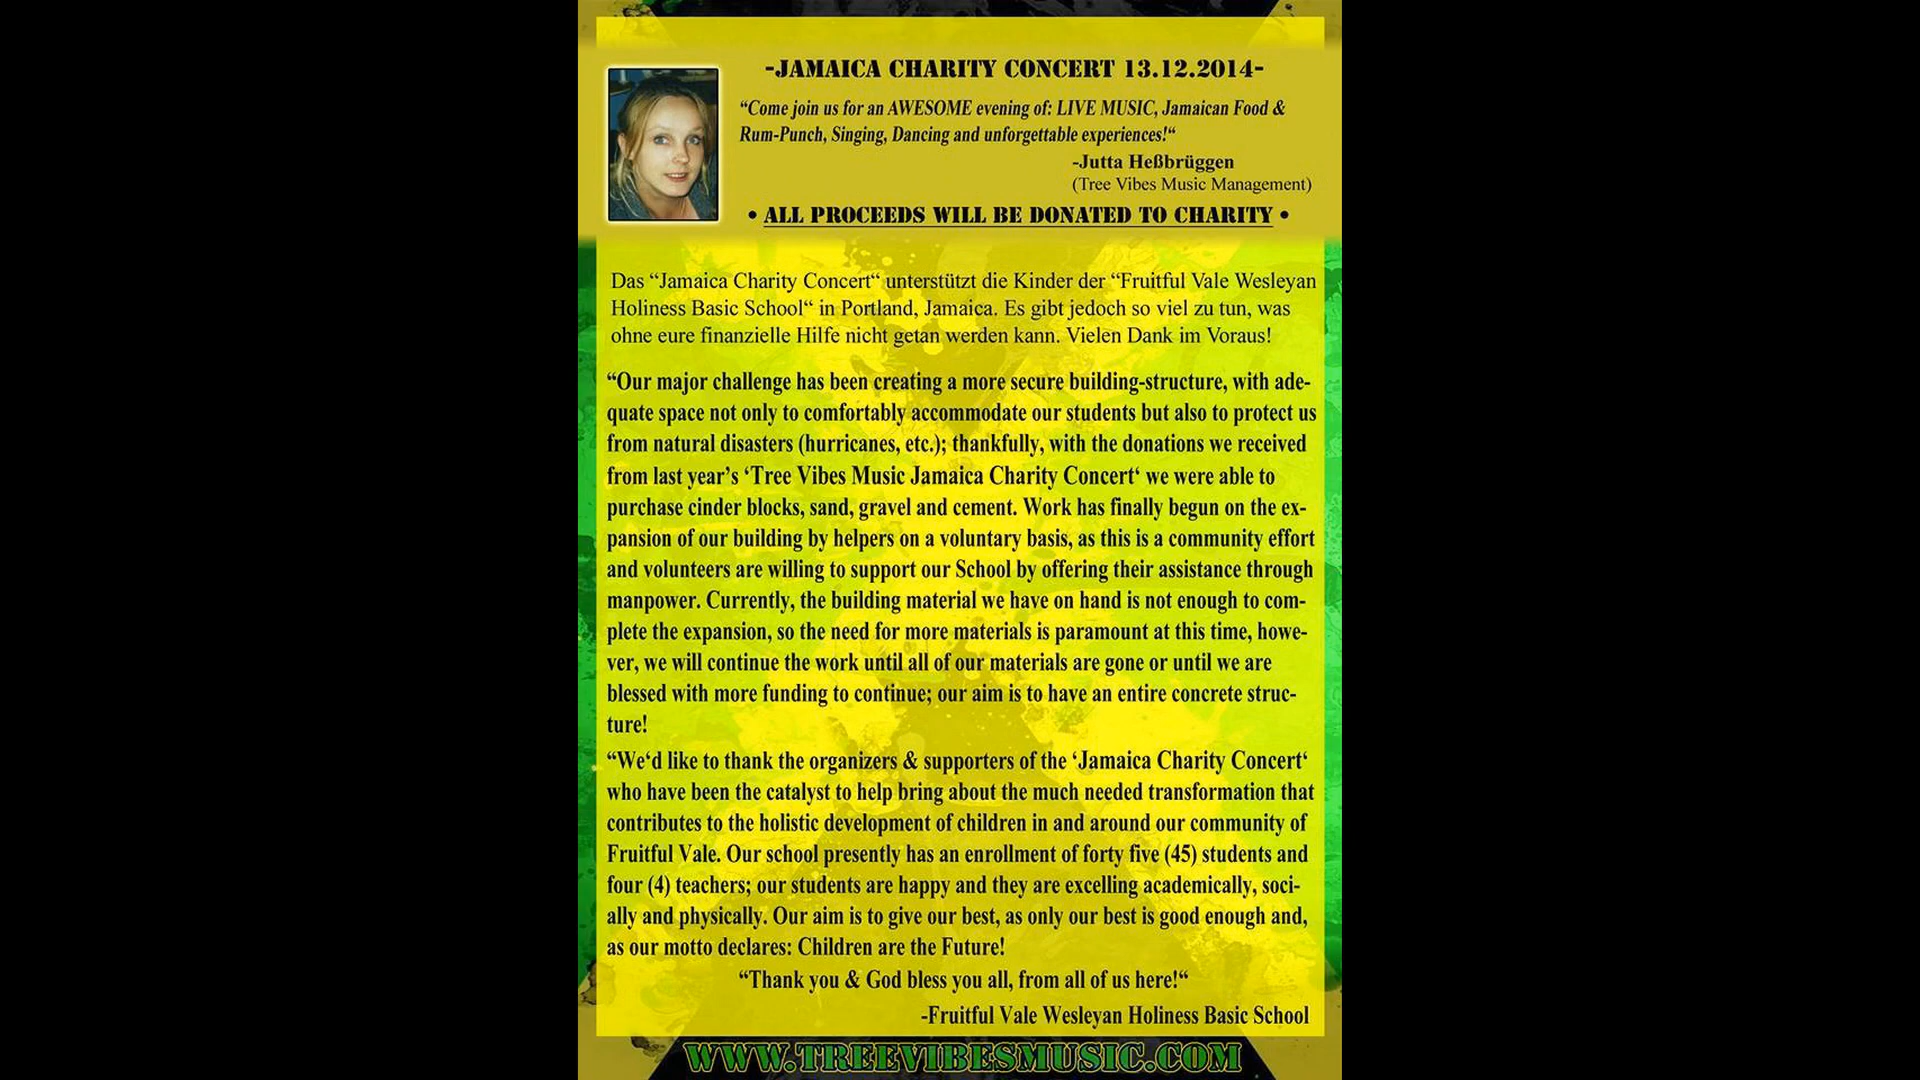 -JAMAICA CHARITY CONCERT 13.12.2014-
“Come join us for an AWESOME evening of: LIVE MUSIC, Jamaican Food &
Rum-Punch, Singing, Dancing and unforgettable experiences!“
-Jutta Heßbrüggen
(Tree Vibes Music Management)
• ALL PROCEEDS WILL BE DONATED TO CHARITY •
Das “Jamaica Charity Concert“ unterstützt die Kinder der “Fruitful Vale Wesleyan
Holiness Basic School“ in Portland, Jamaica. Es gibt jedoch so viel zu tun, was
ohne eure finanzielle Hilfe nicht getan werden kann. Vielen Dank im Voraus!
“Our major challenge has been creating a more secure building-structure, with ade-
quate space not only to comfortably accommodate our students but also to protect us
from natural disasters (hurricanes, etc.); thankfully, with the donations we received
from last year’s ‘Tree Vibes Music Jamaica Charity Concert‘ we were able to
purchase cinder blocks, sand, gravel and cement. Work has finally begun on the ex-
pansion of our building by helpers on a voluntary basis, as this is a community effort
and volunteers are willing to support our School by offering their assistance through
manpower. Currently, the building material we have on hand is not enough to com-
plete the expansion, so the need for more materials is paramount at this time, howe-
ver, we will continue the work until all of our materials are gone or until we are
blessed with more funding to continue; our aim is to have an entire concrete struc-
ture!
“We‘d like to thank the organizers & supporters of the ‘Jamaica Charity Concert‘
who have been the catalyst to help bring about the much needed transformation that
contributes to the holistic development of children in and around our community of
Fruitful Vale. Our school presently has an enrollment of forty five (45) students and
four (4) teachers; our students are happy and they are excelling academically, soci-
ally and physically. Our aim is to give our best, as only our best is good enough and,
as our motto declares: Children are the Future!
“Thank you & God bless you all, from all of us here!“
-Fruitful Vale Wesleyan Holiness Basic School
WWW.TREEVIBESMUSIC.COM